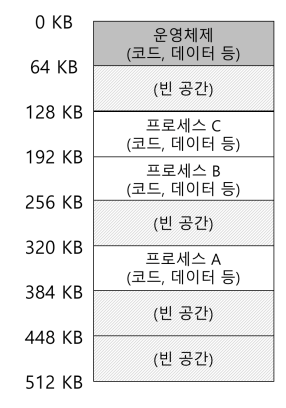 0 KB
운영체제
(코드, 데이터 등)
64 KB
(빈 공간)
128 KB
프로세스 C
(코드, 데이터 등)
192 KB
프로세스 B
(코드, 데이터 등)
256 KB
(빈 공간)
320 KB
프로세스 A
(코드, 데이터 등)
384 KB
(빈 공간)
448 KB
(빈 공간)
512 KB